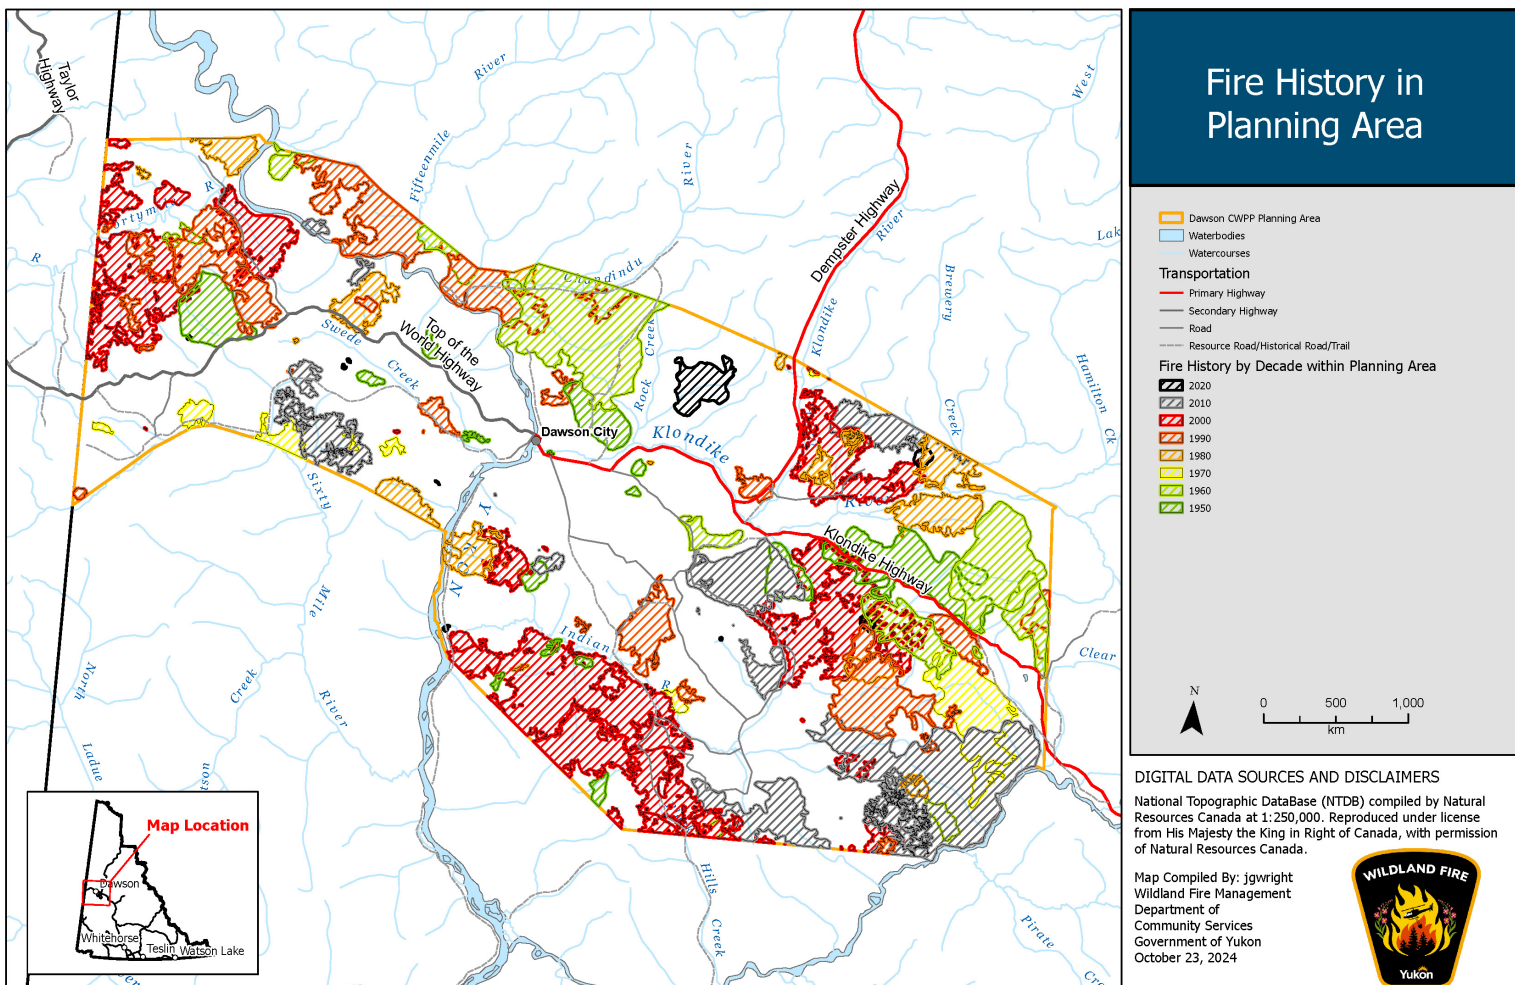 Fire History in
Planning Area
Dawson CWPP Planning Area
Waterbodies
Watercourses
Transportation
Primary Highway
Secondary Highway
Road
Resource Road/Historical Road/Trail
Fire History by Decade within Planning Area
2020
2010
2000
1990
1980
1970
1960
1950
N
0 500 1,000
km
DIGITAL DATA SOURCES AND DISCLAIMERS
National Topographic DataBase (NTDB) compiled by Natural
Resources Canada at 1:250,000. Reproduced under license
from His Majesty the King in Right of Canada, with permission
of Natural Resources Canada.
Map Compiled By: jgwright
Wildland Fire Management
Department of
Community Services
Government of Yukon
October 23, 2024
WILDLAND FIRE
Yukon
Taylor
Highway
River
West
Fifteenmile
River
Dempster Highway
River
Lak
R
R
Chandindu
Brewery
Creek
Klondike
Swede
Creek
Top of the
World Highway
Creek
Rock
Hamilton
Ck
Dawson City
Klondike
River
Klondike Highway
Sixty
Mile
River
YUKON
Indian
R
Clear
North
Ladue
Creek
Hills
Creek
Pirate
Map Location
Dawson
Whitehorse
Teslin
Watson Lake